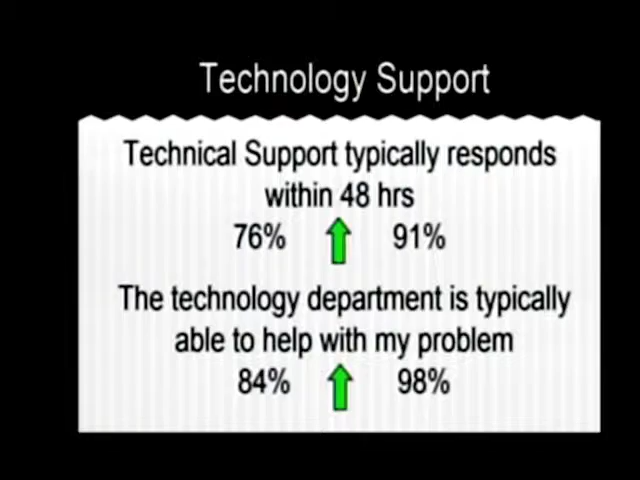 Technology Support
Technical Support typically responds
within 48 hrs
76% 91%
The technology department is typically
able to help with my problem
84% 98%